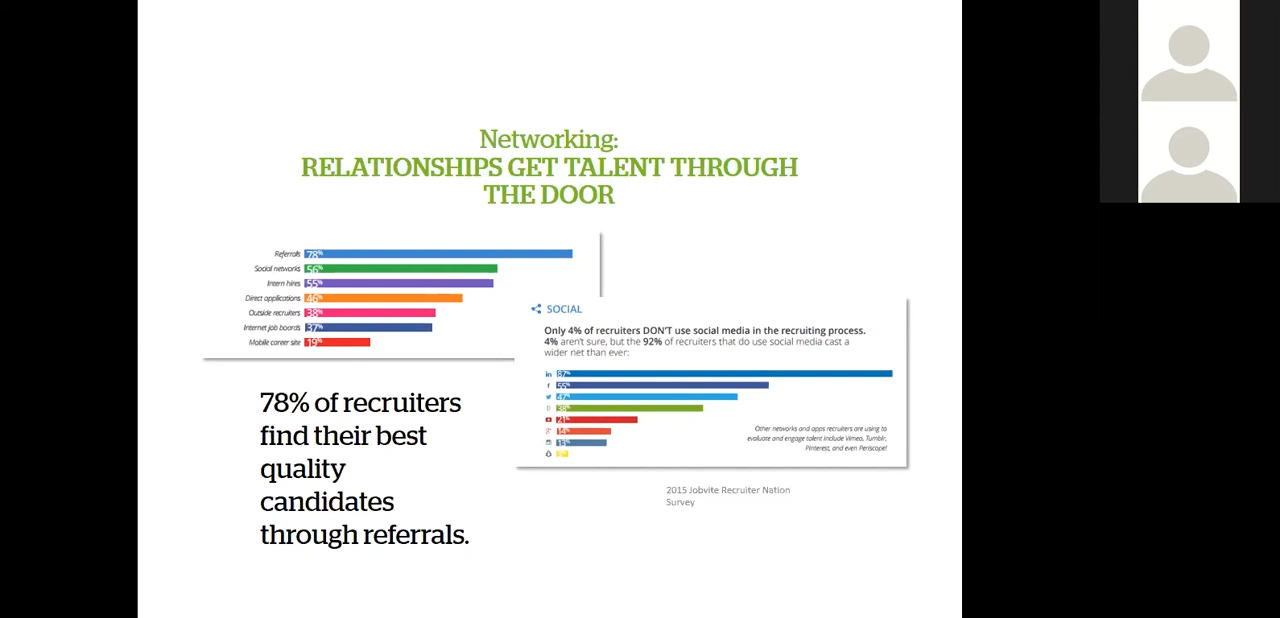 Networking:
RELATIONSHIPS GET TALENT THROUGH
THE DOOR
Referrals 78%
Social networks 56%
Intern hires 55%
Direct applications 46%
Outside recruiters 38%
Internet job boards 37%
Mobile career site 19%
SOCIAL
Only 4% of recruiters DON'T use social media in the recruiting process.
4% aren't sure, but the 92% of recruiters that do use social media cast a
wider net than ever:
in 87%
f 55%
47%
38%
21%
14%
13%
Other networks and apps recruiters are using to
evaluate and engage talent include Vimeo, Tumblr,
Pinterest, and even Periscope!
78% of recruiters
find their best
quality
candidates
through referrals.
2015 Jobvite Recruiter Nation
Survey